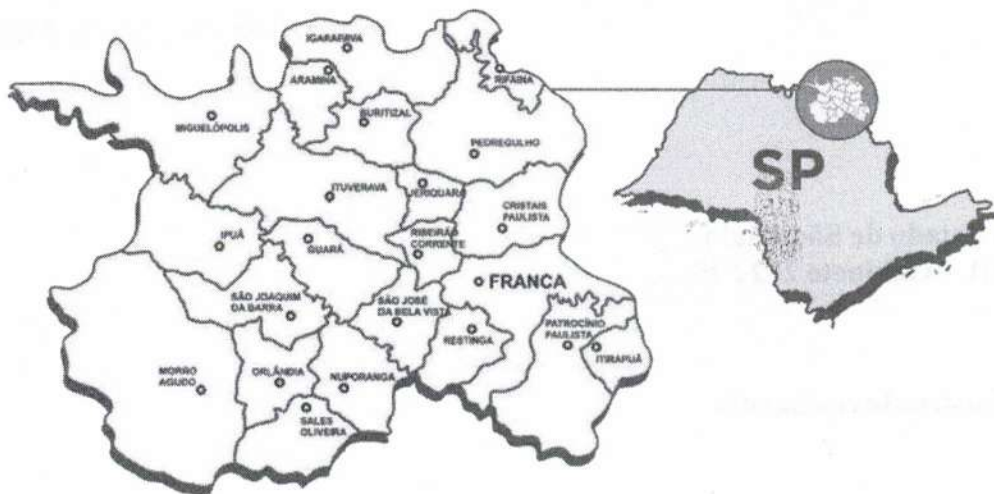 IGARAPAVA
ARAMINA
RIFAINA
BURITIZAL
MIGUELÓPOLIS
PEDREGULHO
SP
ITUVERAVA
JERIQUARA
CRISTAIS
PAULISTA
IPUÃ
GUARÁ
RIBEIRÃO
CORRENTE
FRANCA
SÃO JOAQUIM
DA BARRA
SÃO JOSÉ
DA BELA VISTA
RESTINGA
PATROCÍNIO
PAULISTA
ITIRAPUÃ
MORRO
AGUDO
ORLÂNDIA
NUPORANGA
SALES
OLIVEIRA